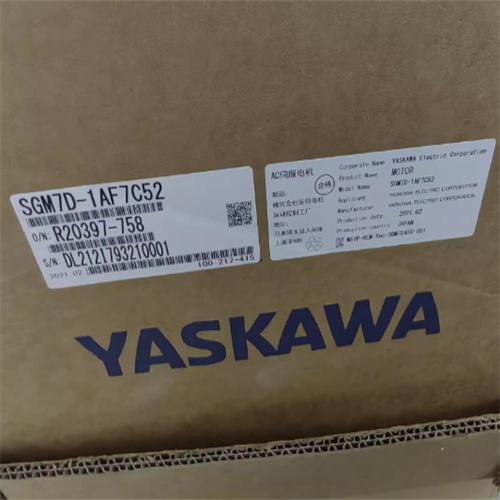 SGM7D-1AF7C52
O/N: R20397-758
S/N: DL2121793210001
2021.02
100-217-415
AC伺服电机
合格
Corporate Name : YASKAWA Electric Corporation
Product Name : MOTOR
Model Name : SGM7D-1AF7C52
Applicant : YASKAWA ELECTRIC CORPORATION
Manufacturer : YASKAWA ELECTRIC CORPORATION
Production date : 2021.02
Production country : JAPAN
YASKAWA